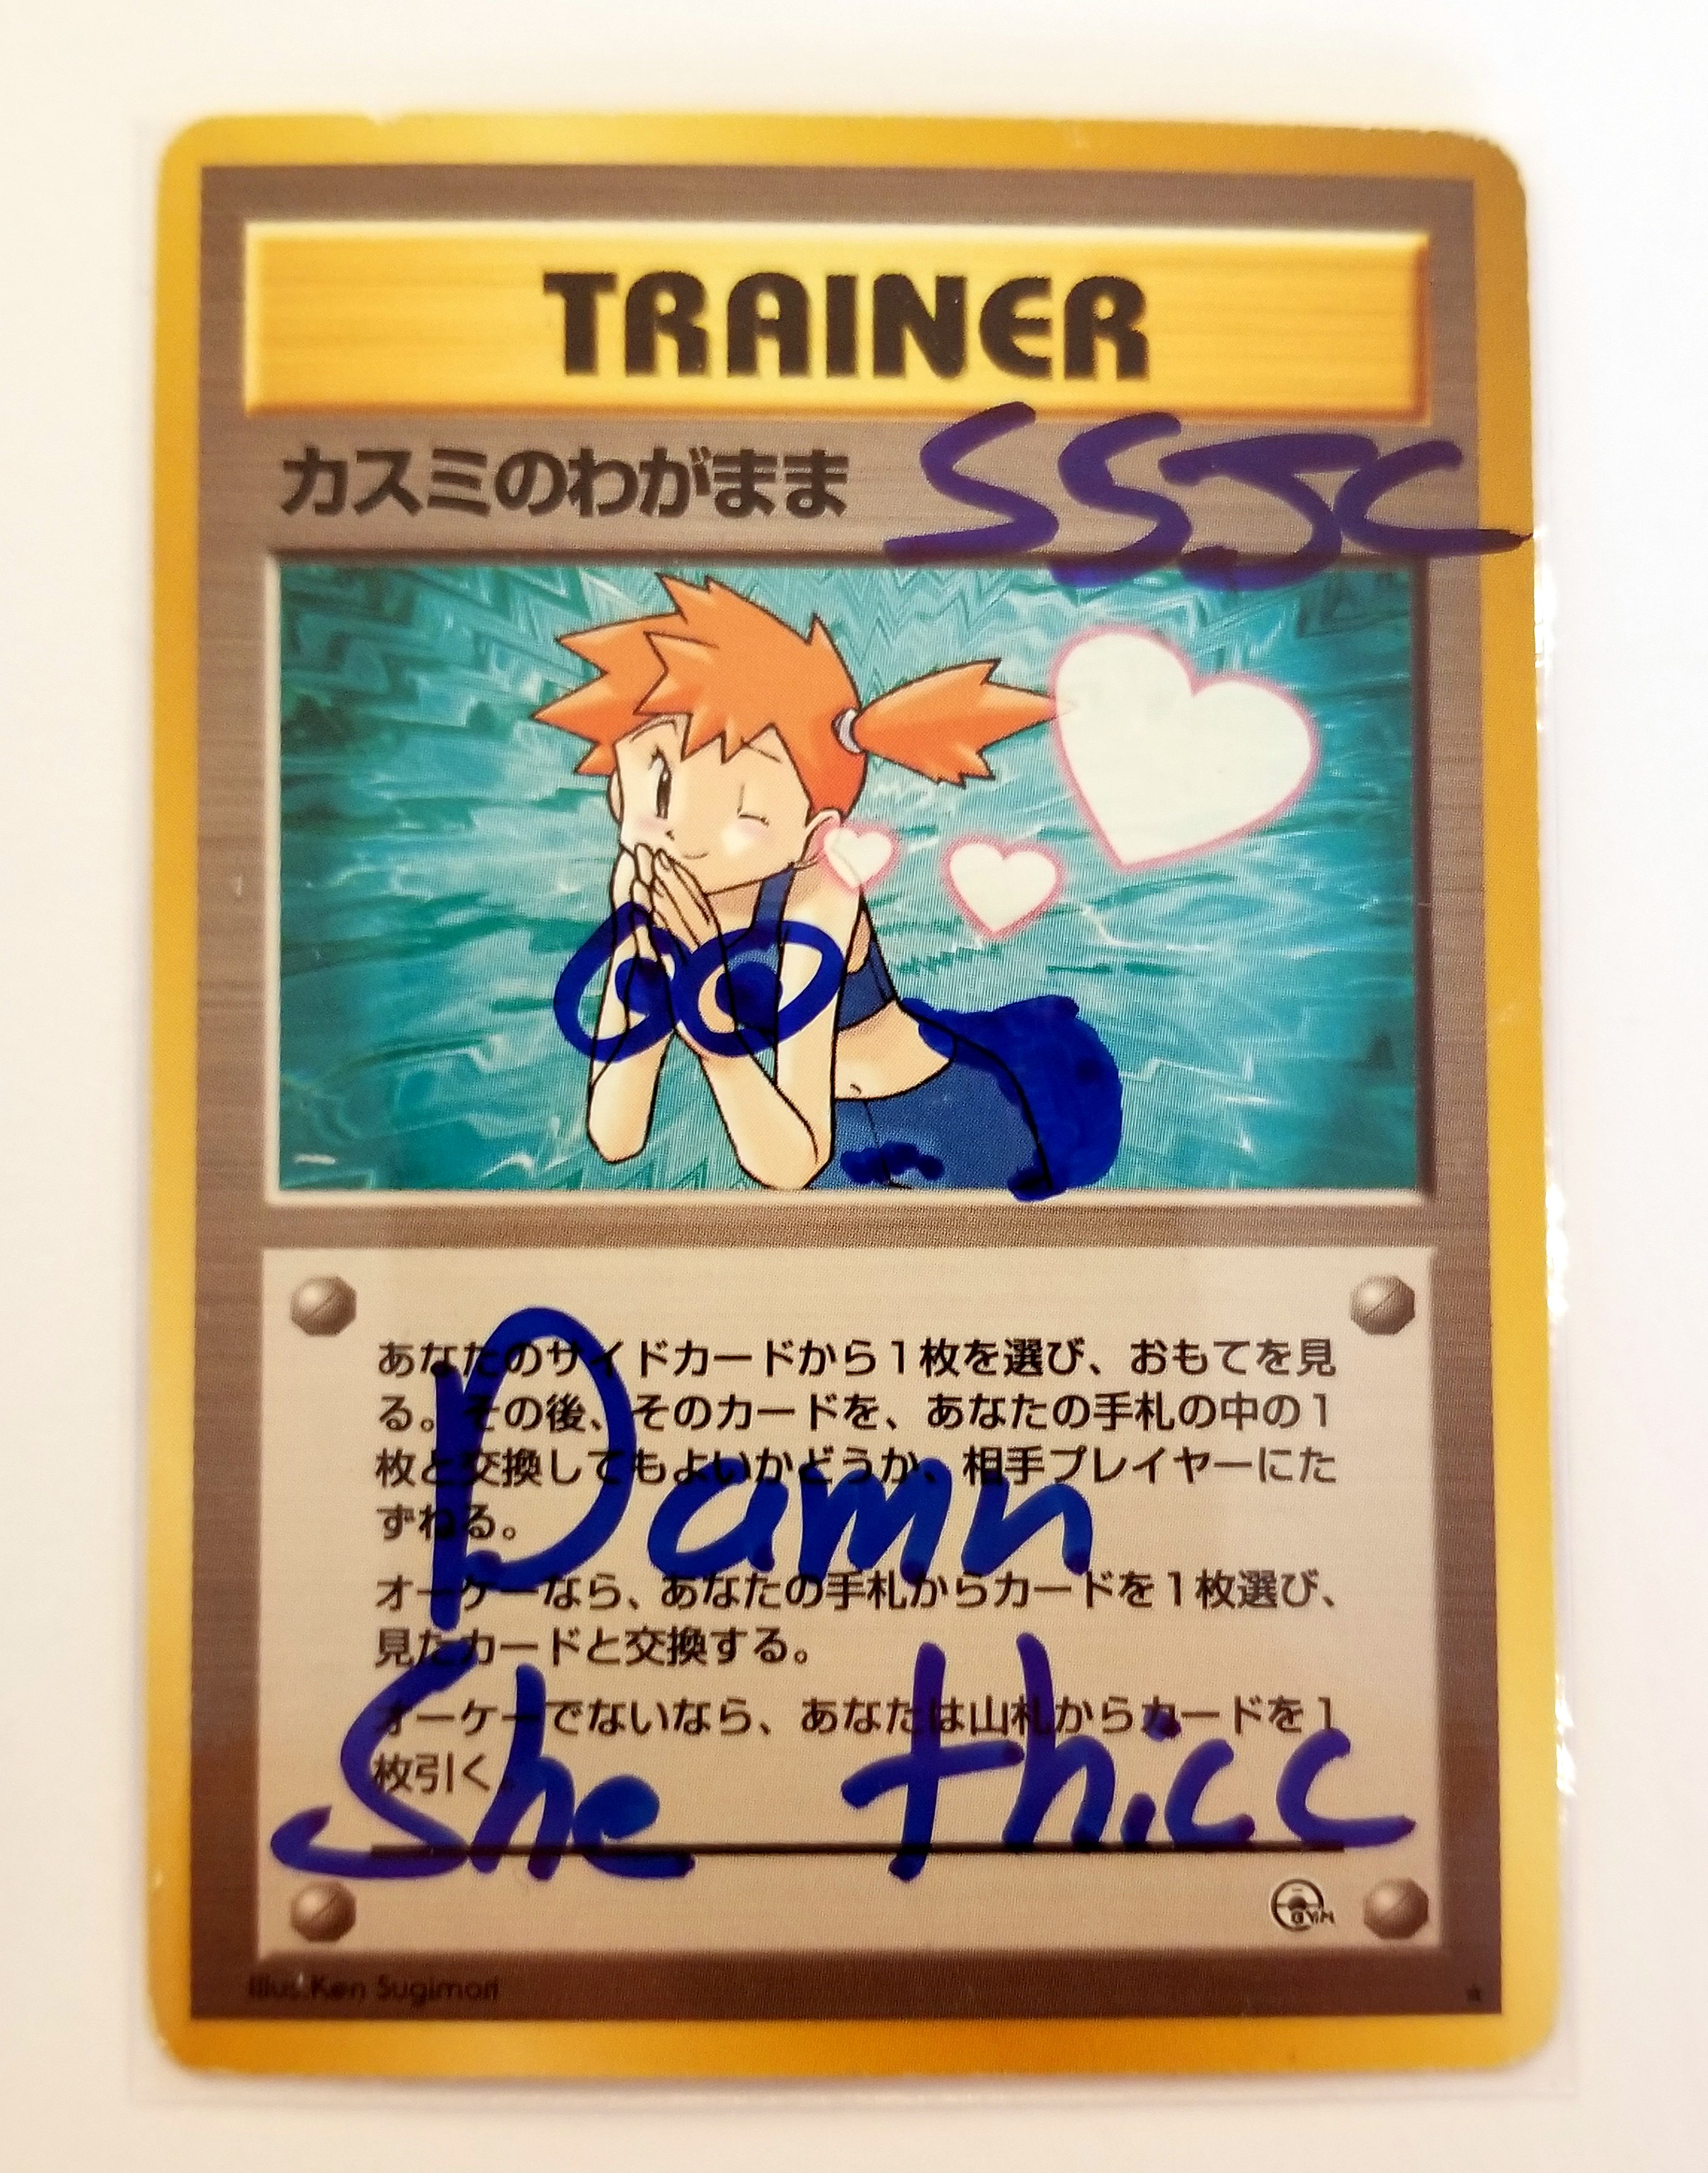 TRAINER
カスミのわがまま SSJC
あなたのサイドカードから1枚を選び、おもてを見
る。その後、そのカードを、あなたの手札の中の1
枚と交換してもよいかどうか、相手プレイヤーにた
ずねる。
Damn
オーケーなら、あなたの手札からカードを1枚選び、
見たカードと交換する。
オーケーでないなら、あなたは山札からカードを1
枚引く。
She thicc
GYM
Illus. Ken Sugimori